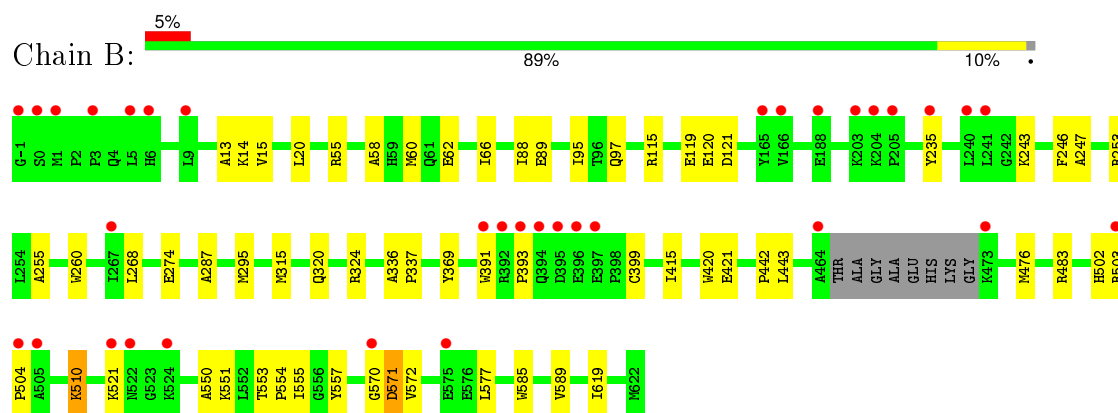 5%
Chain B:
89% 10% •
G-1 S0 M1 P2 P3 Q4 L5 H6 L9 A13 K14 V15 L20 R55 A58 H59 M60 Q61 E62 I66 I88 E89 I95 T96 Q97 R115 E119 E120 D121 Y165 V166 E188 K203 K204 P205 Y235 L240 L241 G242 K243 F246 A247
L254 A255 W260 I267 L268 E274 A287 M295 M315 Q320 R324 A336 P337 Y369 W391 R392 P393 Q394 D395 E396 E397 P398 C399 I415 W420 E421 P442 L443 A464 THR ALA GLY ALA GLU HIS LYS GLY K473 M476 R483 H502
P504 A505 K510 K521 N522 G523 K524 A550 K551 L552 T553 P554 I555 G556 Y557 G570 D571 V572 E575 E576 L577 W585 V589 I619 M622